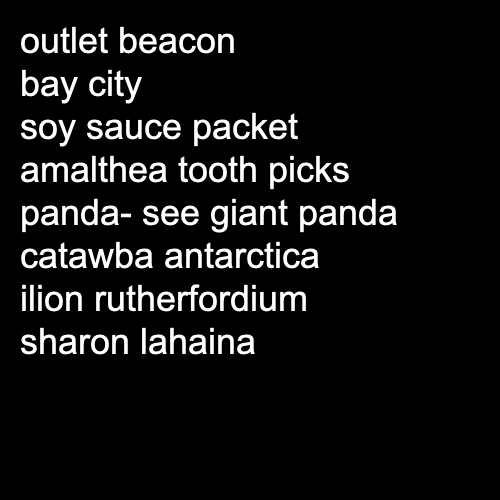 outlet beacon
bay city
soy sauce packet
amalthea tooth picks
panda- see giant panda
catawba antarctica
ilion rutherfordium
sharon lahaina